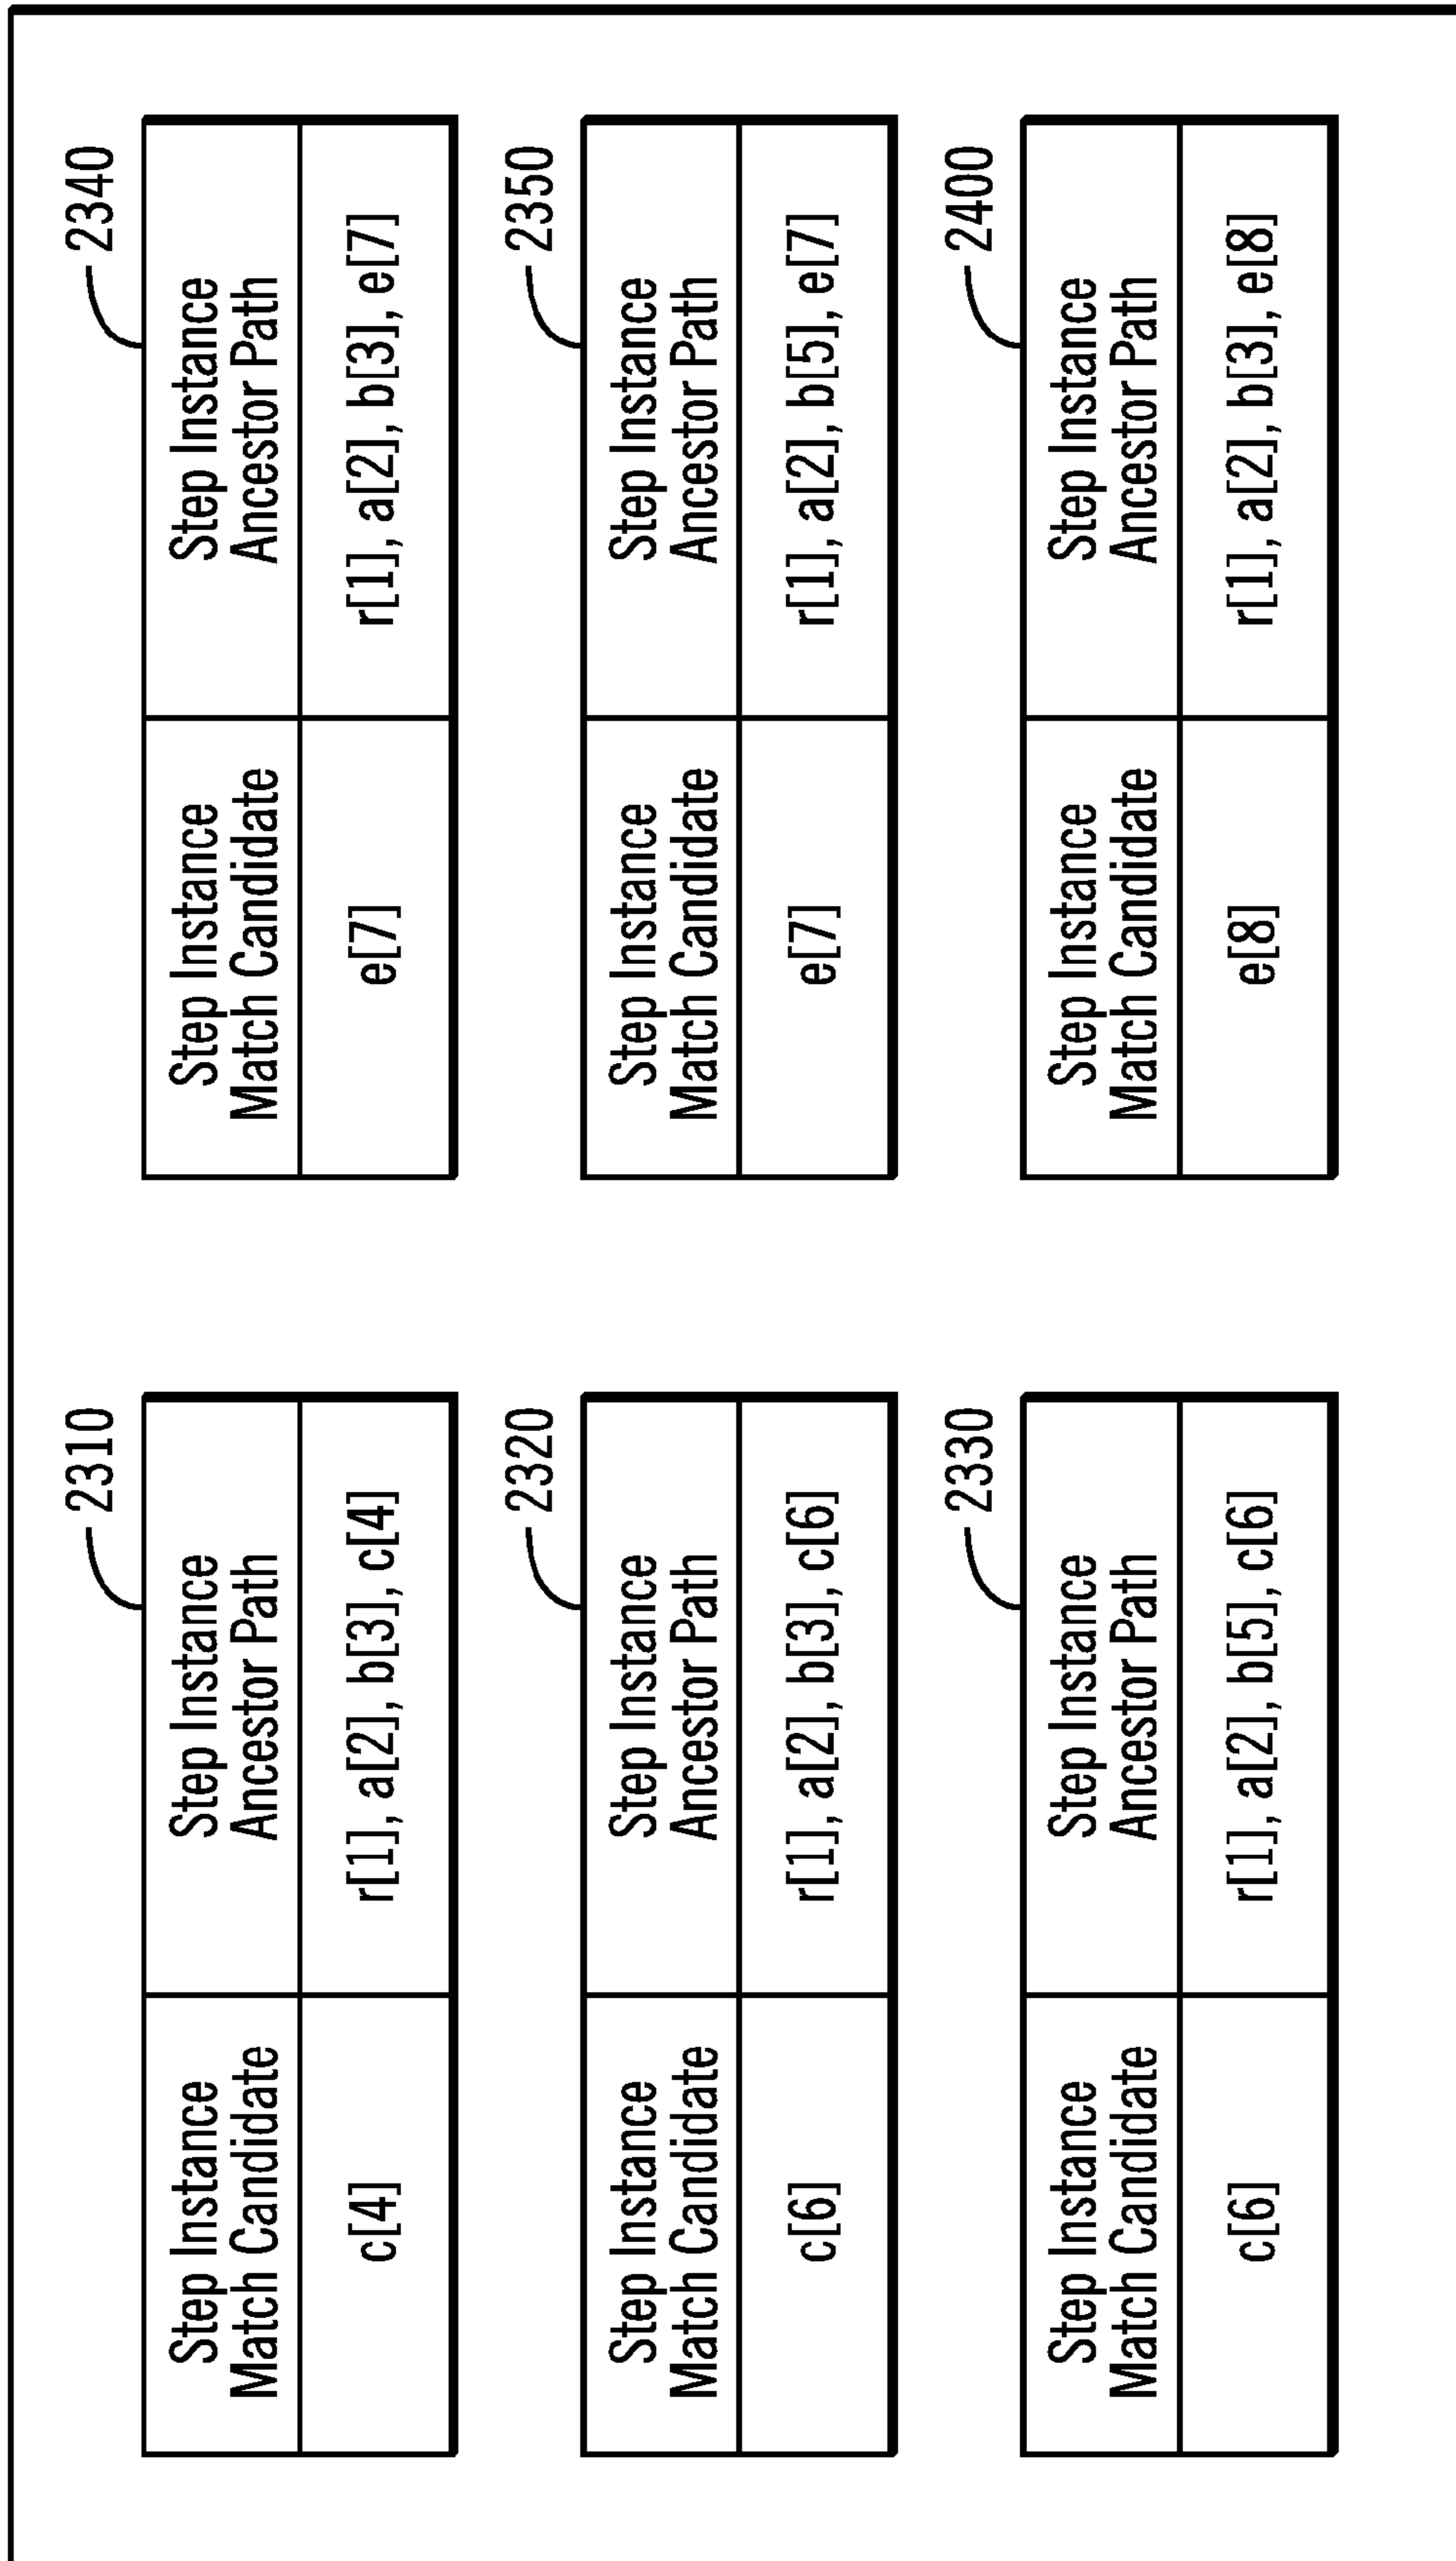 2310
Step Instance
Match Candidate
Step Instance
Ancestor Path
c[4]
r[1], a[2], b[3], c[4]
2320
Step Instance
Match Candidate
Step Instance
Ancestor Path
c[6]
r[1], a[2], b[3], c[6]
2330
Step Instance
Match Candidate
Step Instance
Ancestor Path
c[6]
r[1], a[2], b[5], c[6]
2340
Step Instance
Match Candidate
Step Instance
Ancestor Path
e[7]
r[1], a[2], b[3], e[7]
2350
Step Instance
Match Candidate
Step Instance
Ancestor Path
e[7]
r[1], a[2], b[5], e[7]
2400
Step Instance
Match Candidate
Step Instance
Ancestor Path
e[8]
r[1], a[2], b[3], e[8]